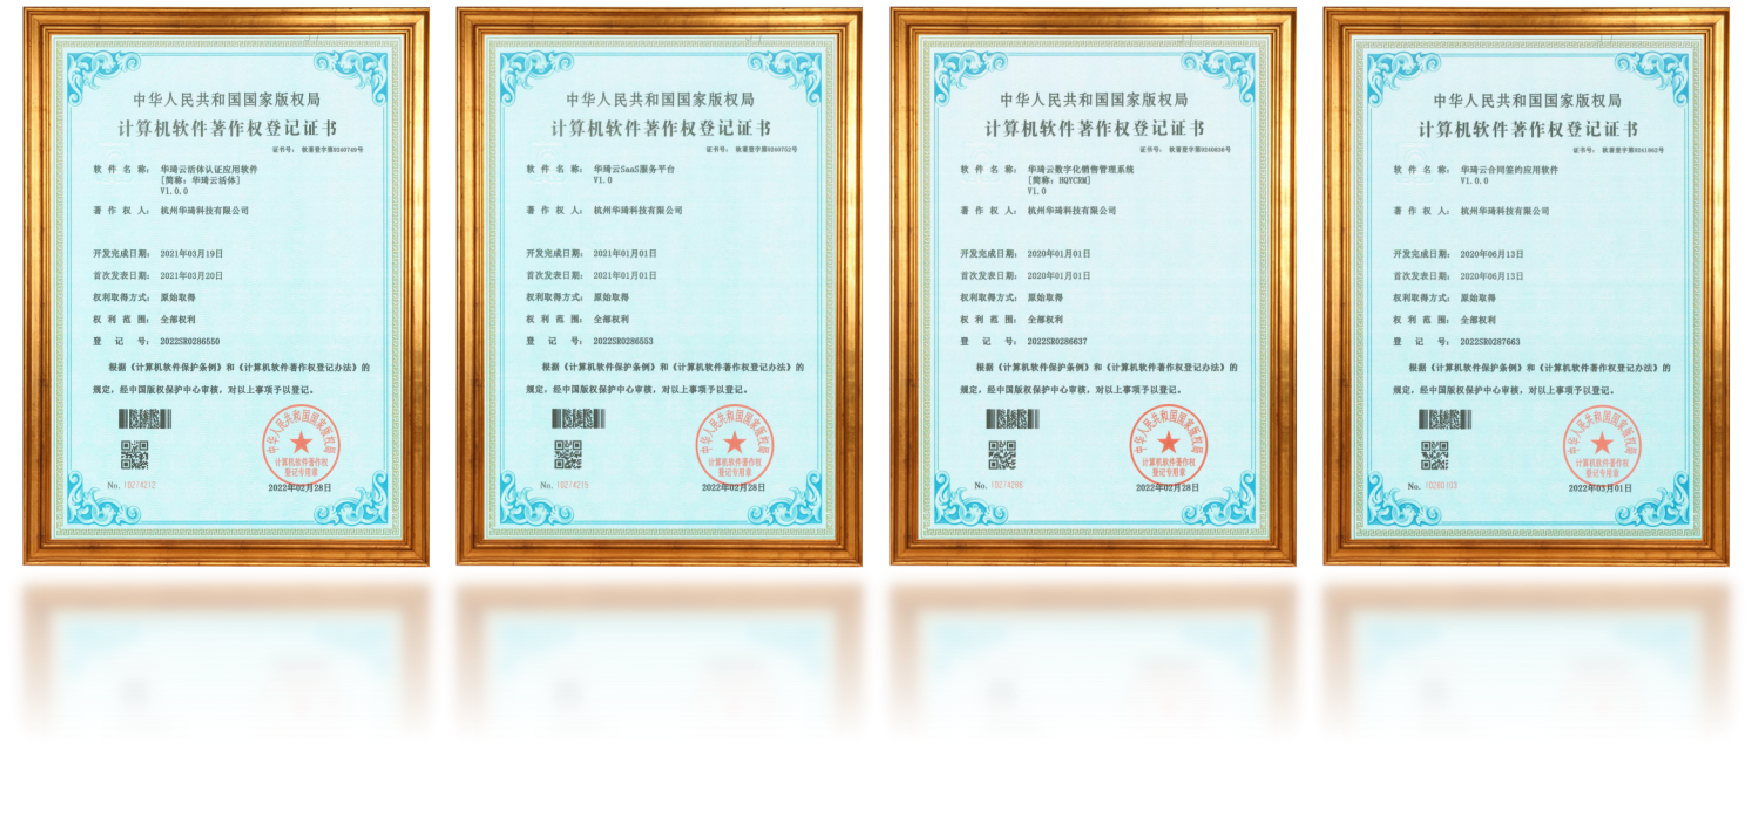 中华人民共和国国家版权局
计算机软件著作权登记证书
证书号： 软著登字第9240749号
软件名称： 华琦云活体认证应用软件
[简称：华琦云活体]
V1.0.0
著作权人： 杭州华琦科技有限公司
开发完成日期： 2021年03月19日
首次发表日期： 2021年03月20日
权利取得方式： 原始取得
权利范围： 全部权利
登记号： 2022SR0286550
根据《计算机软件保护条例》和《计算机软件著作权登记办法》的
规定，经中国版权保护中心审核，对以上事项予以登记。
中华人民共和国国家版权局
计算机软件著作权
登记专用章
No. 10274212
2022年02月28日
中华人民共和国国家版权局
计算机软件著作权登记证书
证书号： 软著登字第9240752号
软件名称： 华琦云SaaS服务平台
V1.0
著作权人： 杭州华琦科技有限公司
开发完成日期： 2021年01月01日
首次发表日期： 2021年01月01日
权利取得方式： 原始取得
权利范围： 全部权利
登记号： 2022SR0286553
根据《计算机软件保护条例》和《计算机软件著作权登记办法》的
规定，经中国版权保护中心审核，对以上事项予以登记。
中华人民共和国国家版权局
计算机软件著作权
登记专用章
No. 10274215
2022年02月28日
中华人民共和国国家版权局
计算机软件著作权登记证书
证书号： 软著登字第9240836号
软件名称： 华琦云数字化销售管理系统
[简称：HQYCRM]
V1.0
著作权人： 杭州华琦科技有限公司
开发完成日期： 2020年01月01日
首次发表日期： 2020年01月01日
权利取得方式： 原始取得
权利范围： 全部权利
登记号： 2022SR0286637
根据《计算机软件保护条例》和《计算机软件著作权登记办法》的
规定，经中国版权保护中心审核，对以上事项予以登记。
中华人民共和国国家版权局
计算机软件著作权
登记专用章
No. 10274286
2022年02月28日
中华人民共和国国家版权局
计算机软件著作权登记证书
证书号： 软著登字第9241862号
软件名称： 华琦云合同签约应用软件
V1.0.0
著作权人： 杭州华琦科技有限公司
开发完成日期： 2020年06月13日
首次发表日期： 2020年06月13日
权利取得方式： 原始取得
权利范围： 全部权利
登记号： 2022SR0287663
根据《计算机软件保护条例》和《计算机软件著作权登记办法》的
规定，经中国版权保护中心审核，对以上事项予以登记。
中华人民共和国国家版权局
计算机软件著作权
登记专用章
No. 10280103
2022年03月01日